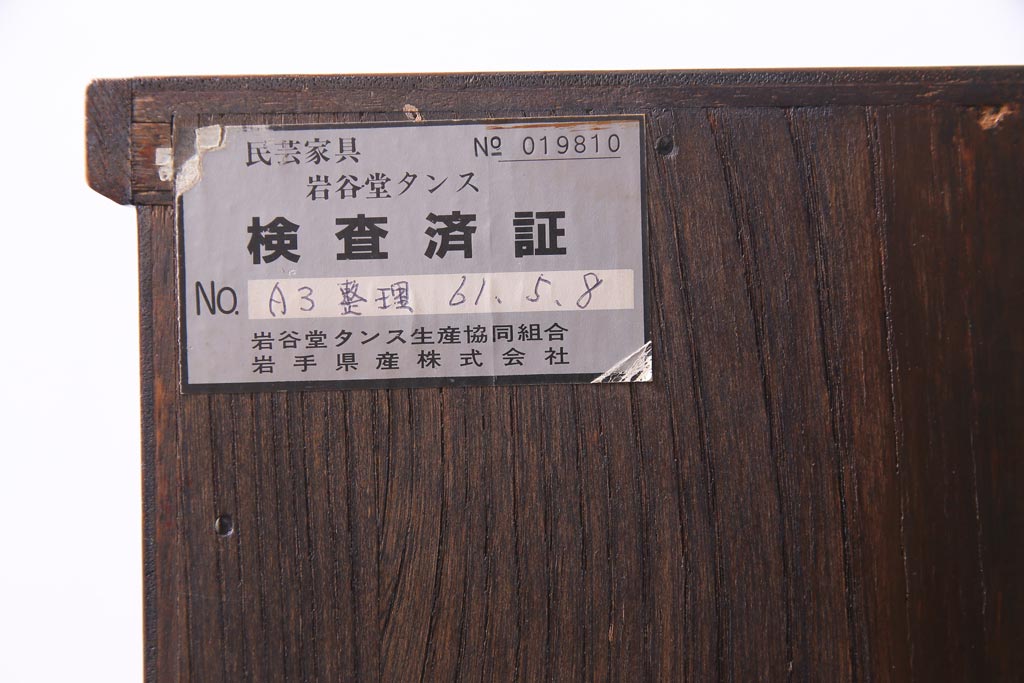 民芸家具 № 019810
岩谷堂タンス
検査済証
No. A3 整理 61.5.8
岩谷堂タンス生産協同組合
岩手県産株式会社